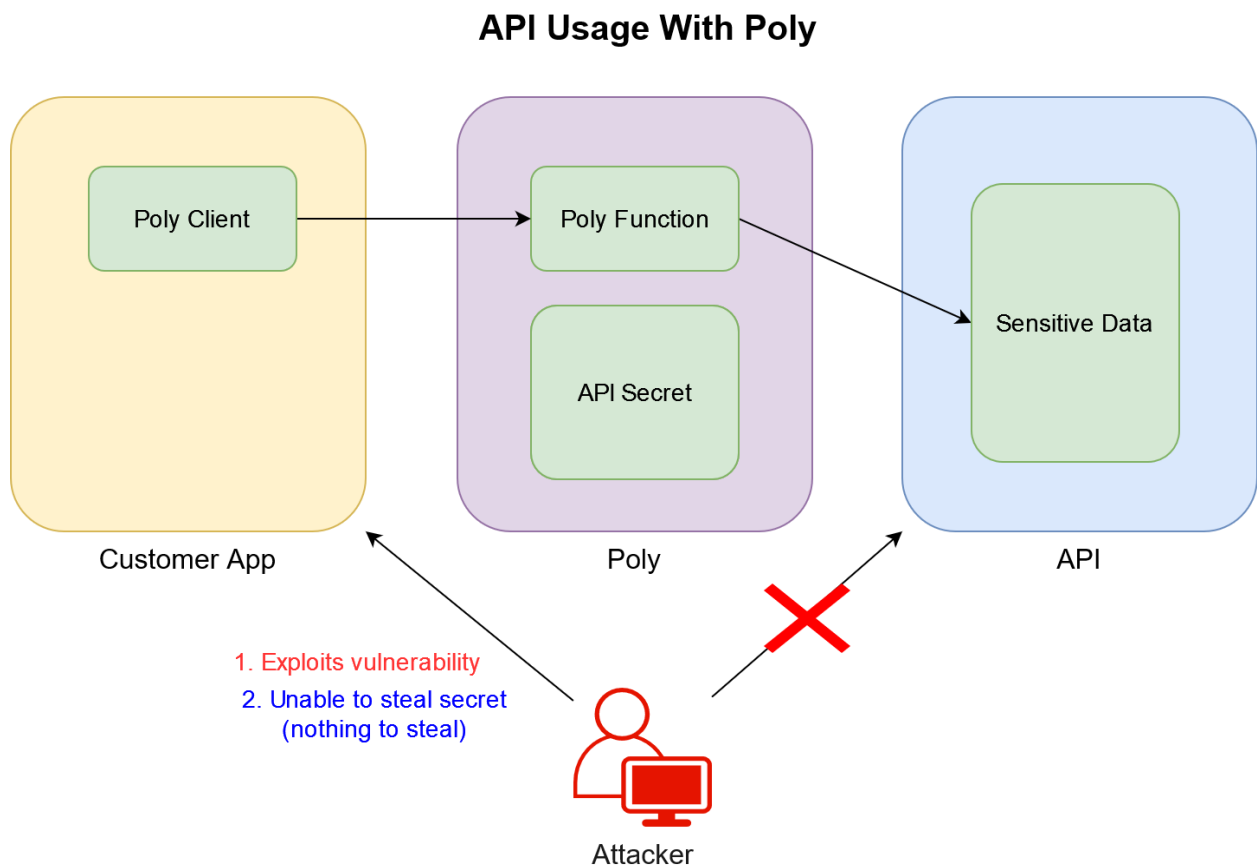 API Usage With Poly
Poly Client
Poly Function
API Secret
Sensitive Data
Customer App
Poly
API
1. Exploits vulnerability
2. Unable to steal secret
(nothing to steal)
Attacker